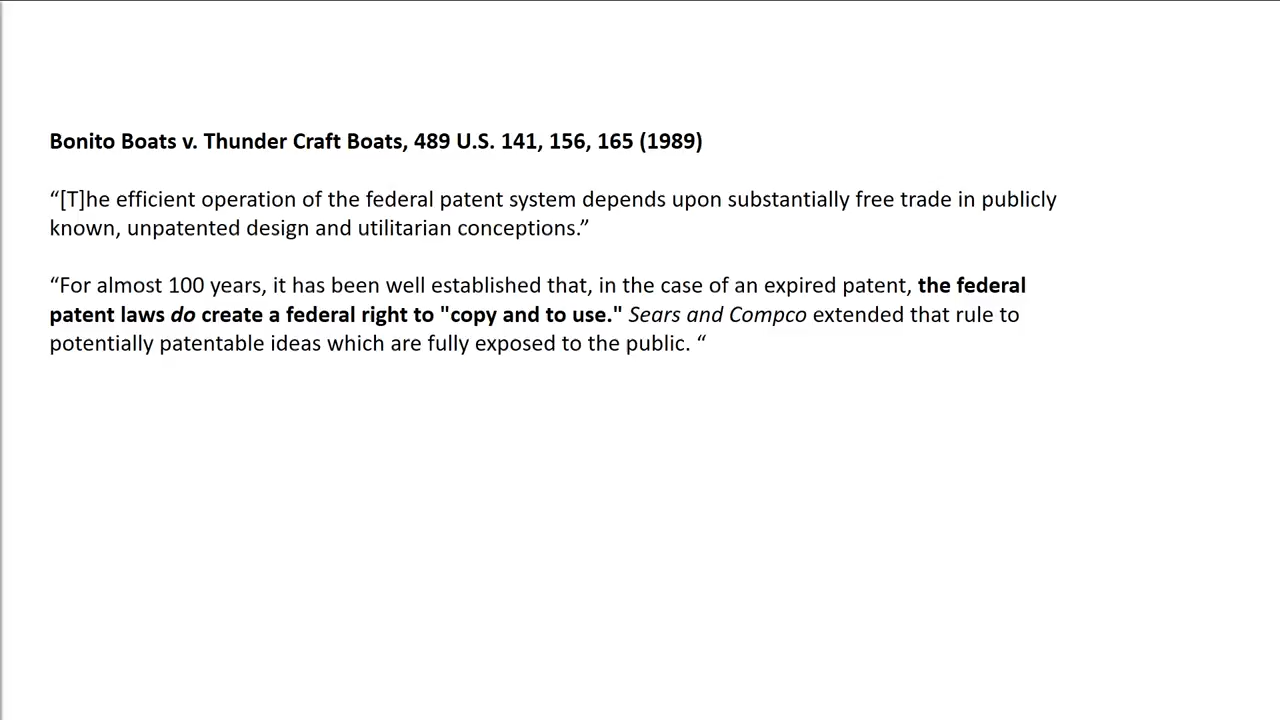 Bonito Boats v. Thunder Craft Boats, 489 U.S. 141, 156, 165 (1989)
“[T]he efficient operation of the federal patent system depends upon substantially free trade in publicly
known, unpatented design and utilitarian conceptions.”
“For almost 100 years, it has been well established that, in the case of an expired patent, the federal
patent laws do create a federal right to "copy and to use." Sears and Compco extended that rule to
potentially patentable ideas which are fully exposed to the public. “